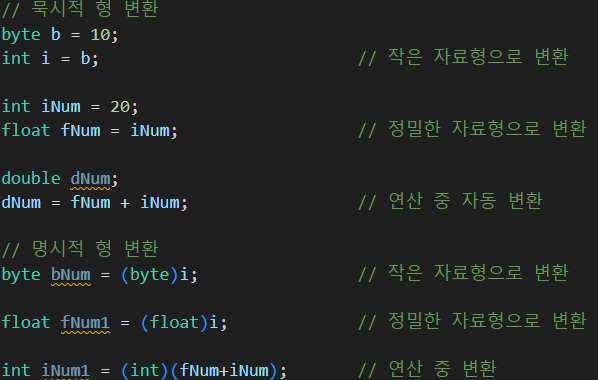 // 묵시적 형 변환
byte b = 10;
int i = b; // 작은 자료형으로 변환
int iNum = 20;
float fNum = iNum; // 정밀한 자료형으로 변환
double dNum;
dNum = fNum + iNum; // 연산 중 자동 변환
// 명시적 형 변환
byte bNum = (byte)i; // 작은 자료형으로 변환
float fNum1 = (float)i; // 정밀한 자료형으로 변환
int iNum1 = (int)(fNum+iNum); // 연산 중 변환